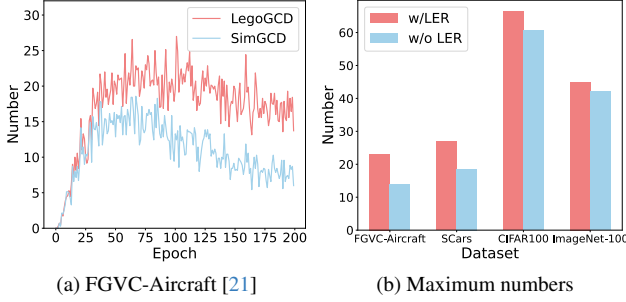 30
25
20
15
10
5
0
Number
LegoGCD
SimGCD
0 25 50 75 100 125 150 175 200
Epoch
(a) FGVC-Aircraft [21]
80
70
60
50
40
30
20
10
0
Number
w/LER
w/o LER
FGVC-Aircraft SCars CIFAR100 ImageNet-100
Dataset
(b) Maximum numbers